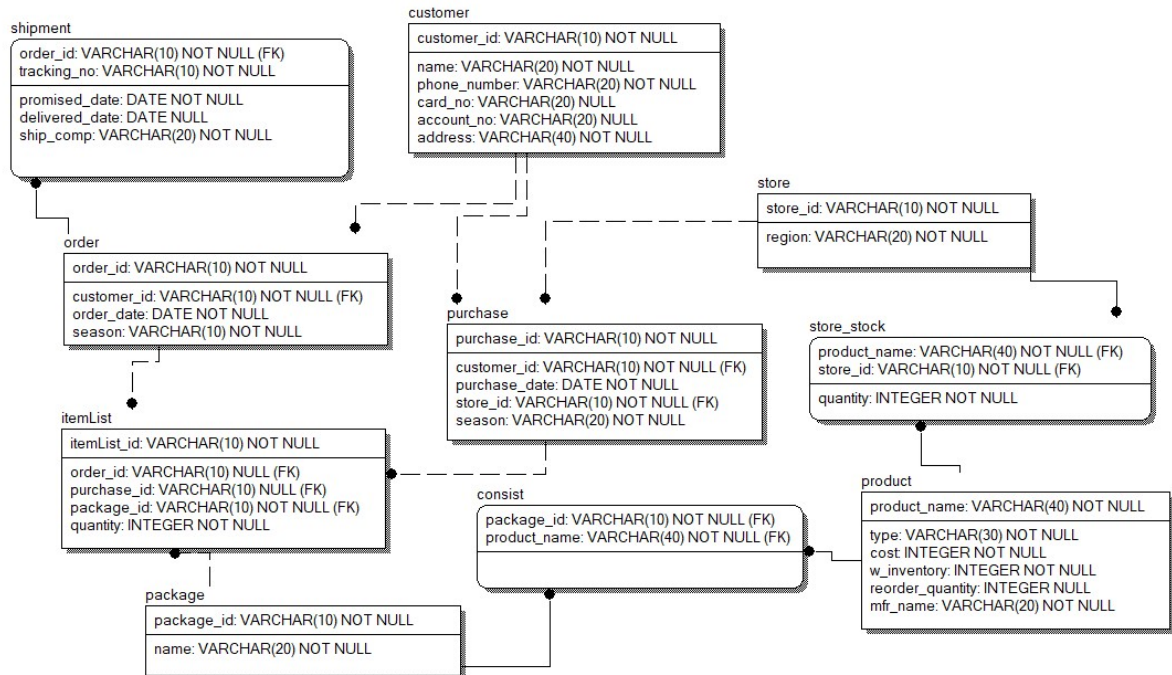 shipment
order_id: VARCHAR(10) NOT NULL (FK)
tracking_no: VARCHAR(10) NOT NULL
promised_date: DATE NOT NULL
delivered_date: DATE NULL
ship_comp: VARCHAR(20) NOT NULL
customer
customer_id: VARCHAR(10) NOT NULL
name: VARCHAR(20) NOT NULL
phone_number: VARCHAR(20) NOT NULL
card_no: VARCHAR(20) NULL
account_no: VARCHAR(20) NULL
address: VARCHAR(40) NOT NULL
store
store_id: VARCHAR(10) NOT NULL
region: VARCHAR(20) NOT NULL
order
order_id: VARCHAR(10) NOT NULL
customer_id: VARCHAR(10) NOT NULL (FK)
order_date: DATE NOT NULL
season: VARCHAR(10) NOT NULL
purchase
purchase_id: VARCHAR(10) NOT NULL
customer_id: VARCHAR(10) NOT NULL (FK)
purchase_date: DATE NOT NULL
store_id: VARCHAR(10) NOT NULL (FK)
season: VARCHAR(20) NOT NULL
store_stock
product_name: VARCHAR(40) NOT NULL (FK)
store_id: VARCHAR(10) NOT NULL (FK)
quantity: INTEGER NOT NULL
itemList
itemList_id: VARCHAR(10) NOT NULL
order_id: VARCHAR(10) NULL (FK)
purchase_id: VARCHAR(10) NULL (FK)
package_id: VARCHAR(10) NOT NULL (FK)
quantity: INTEGER NOT NULL
consist
package_id: VARCHAR(10) NOT NULL (FK)
product_name: VARCHAR(40) NOT NULL (FK)
product
product_name: VARCHAR(40) NOT NULL
type: VARCHAR(30) NOT NULL
cost: INTEGER NOT NULL
w_inventory: INTEGER NOT NULL
reorder_quantity: INTEGER NULL
mfr_name: VARCHAR(20) NOT NULL
package
package_id: VARCHAR(10) NOT NULL
name: VARCHAR(20) NOT NULL